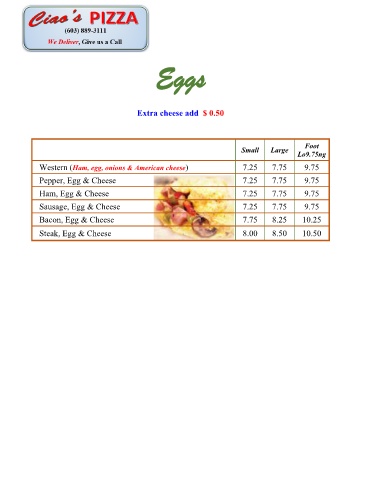 Ciao's PIZZA
(603) 889-3111
We Deliver, Give us a Call
Eggs
Extra cheese add $ 0.50
Small Large Foot Lo9.75ng
Western (Ham, egg, onions & American cheese) 7.25 7.75 9.75
Pepper, Egg & Cheese 7.25 7.75 9.75
Ham, Egg & Cheese 7.25 7.75 9.75
Sausage, Egg & Cheese 7.25 7.75 9.75
Bacon, Egg & Cheese 7.75 8.25 10.25
Steak, Egg & Cheese 8.00 8.50 10.50